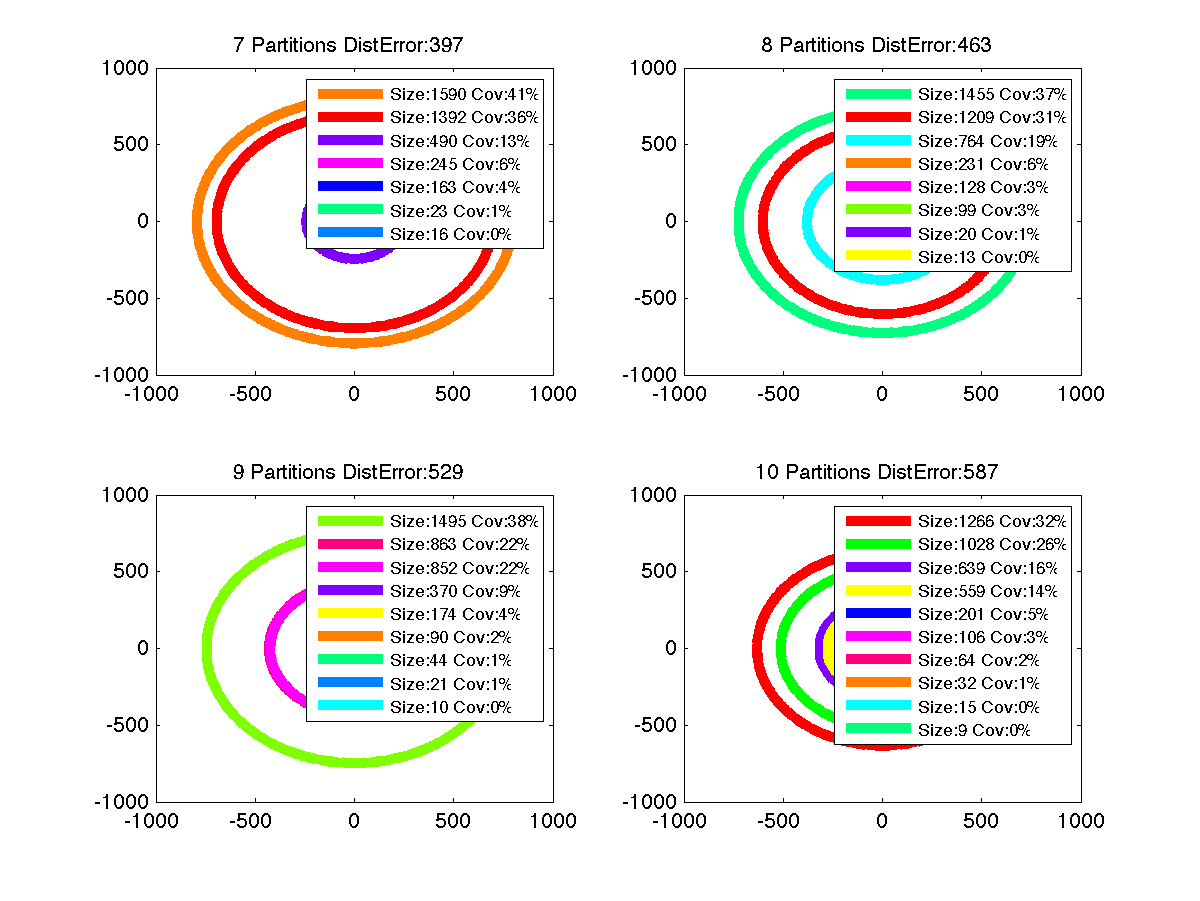 7 Partitions DistError:397
1000
500
0
-500
-1000
-1000 -500 0 500 1000
Size:1590 Cov:41%
Size:1392 Cov:36%
Size:490 Cov:13%
Size:245 Cov:6%
Size:163 Cov:4%
Size:23 Cov:1%
Size:16 Cov:0%
8 Partitions DistError:463
1000
500
0
-500
-1000
-1000 -500 0 500 1000
Size:1455 Cov:37%
Size:1209 Cov:31%
Size:764 Cov:19%
Size:231 Cov:6%
Size:128 Cov:3%
Size:99 Cov:3%
Size:20 Cov:1%
Size:13 Cov:0%
9 Partitions DistError:529
1000
500
0
-500
-1000
-1000 -500 0 500 1000
Size:1495 Cov:38%
Size:863 Cov:22%
Size:852 Cov:22%
Size:370 Cov:9%
Size:174 Cov:4%
Size:90 Cov:2%
Size:44 Cov:1%
Size:21 Cov:1%
Size:10 Cov:0%
10 Partitions DistError:587
1000
500
0
-500
-1000
-1000 -500 0 500 1000
Size:1266 Cov:32%
Size:1028 Cov:26%
Size:639 Cov:16%
Size:559 Cov:14%
Size:201 Cov:5%
Size:106 Cov:3%
Size:64 Cov:2%
Size:32 Cov:1%
Size:15 Cov:0%
Size:9 Cov:0%